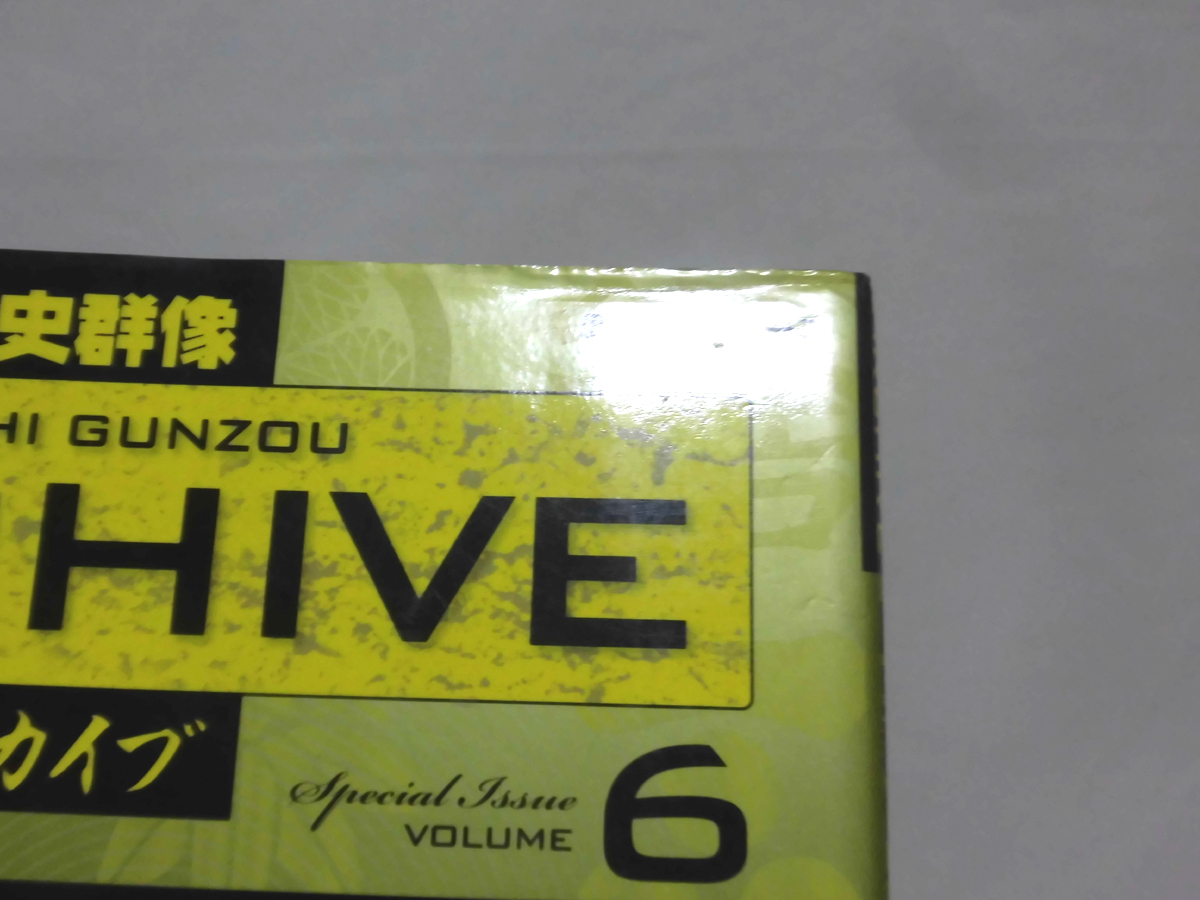 史群像
HI GUNZOU
HIVE
カイブ
Special Issue
VOLUME 6